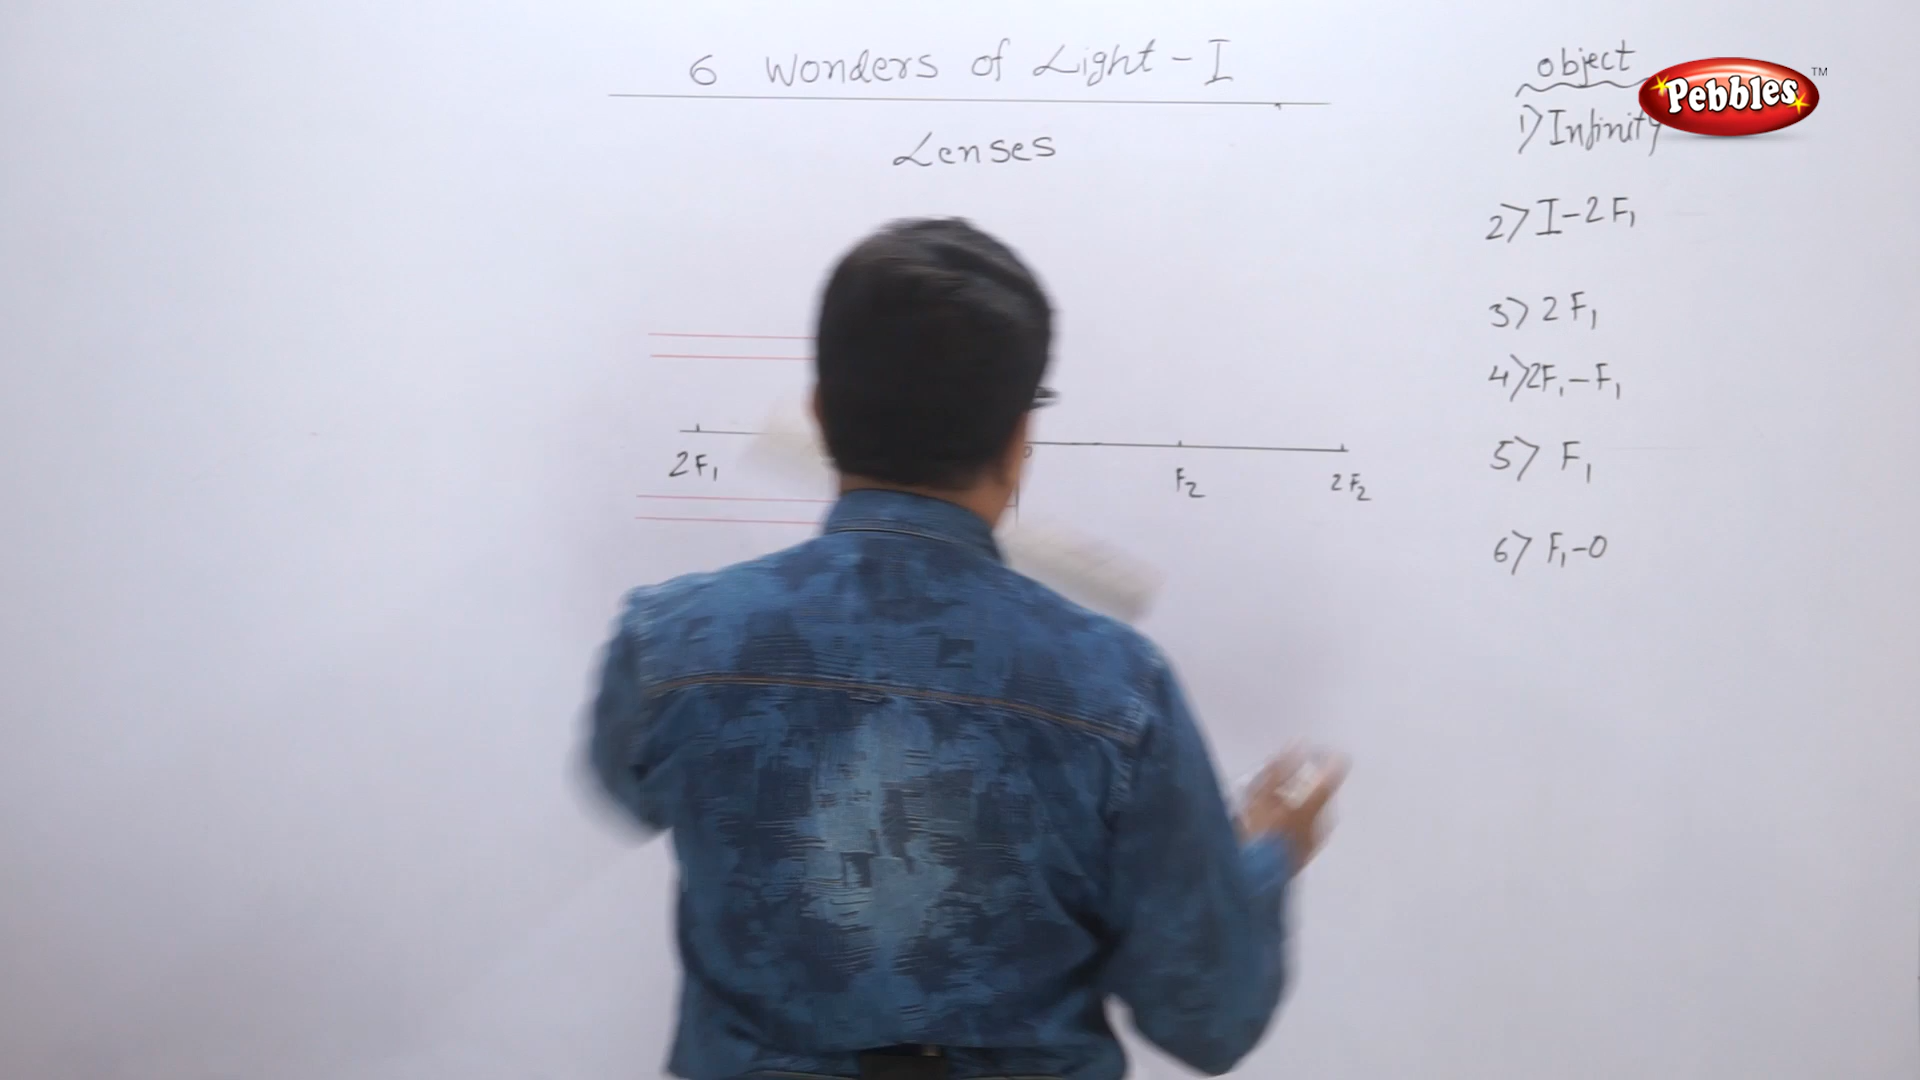 6 Wonders of Light - I
Lenses
object
1) Infinity
2) I - 2F₁
3) 2F₁
4) 2F₁ - F₁
5) F₁
6) F₁ - O
2F₁
O
F₂
2F₂
Pebbles TM